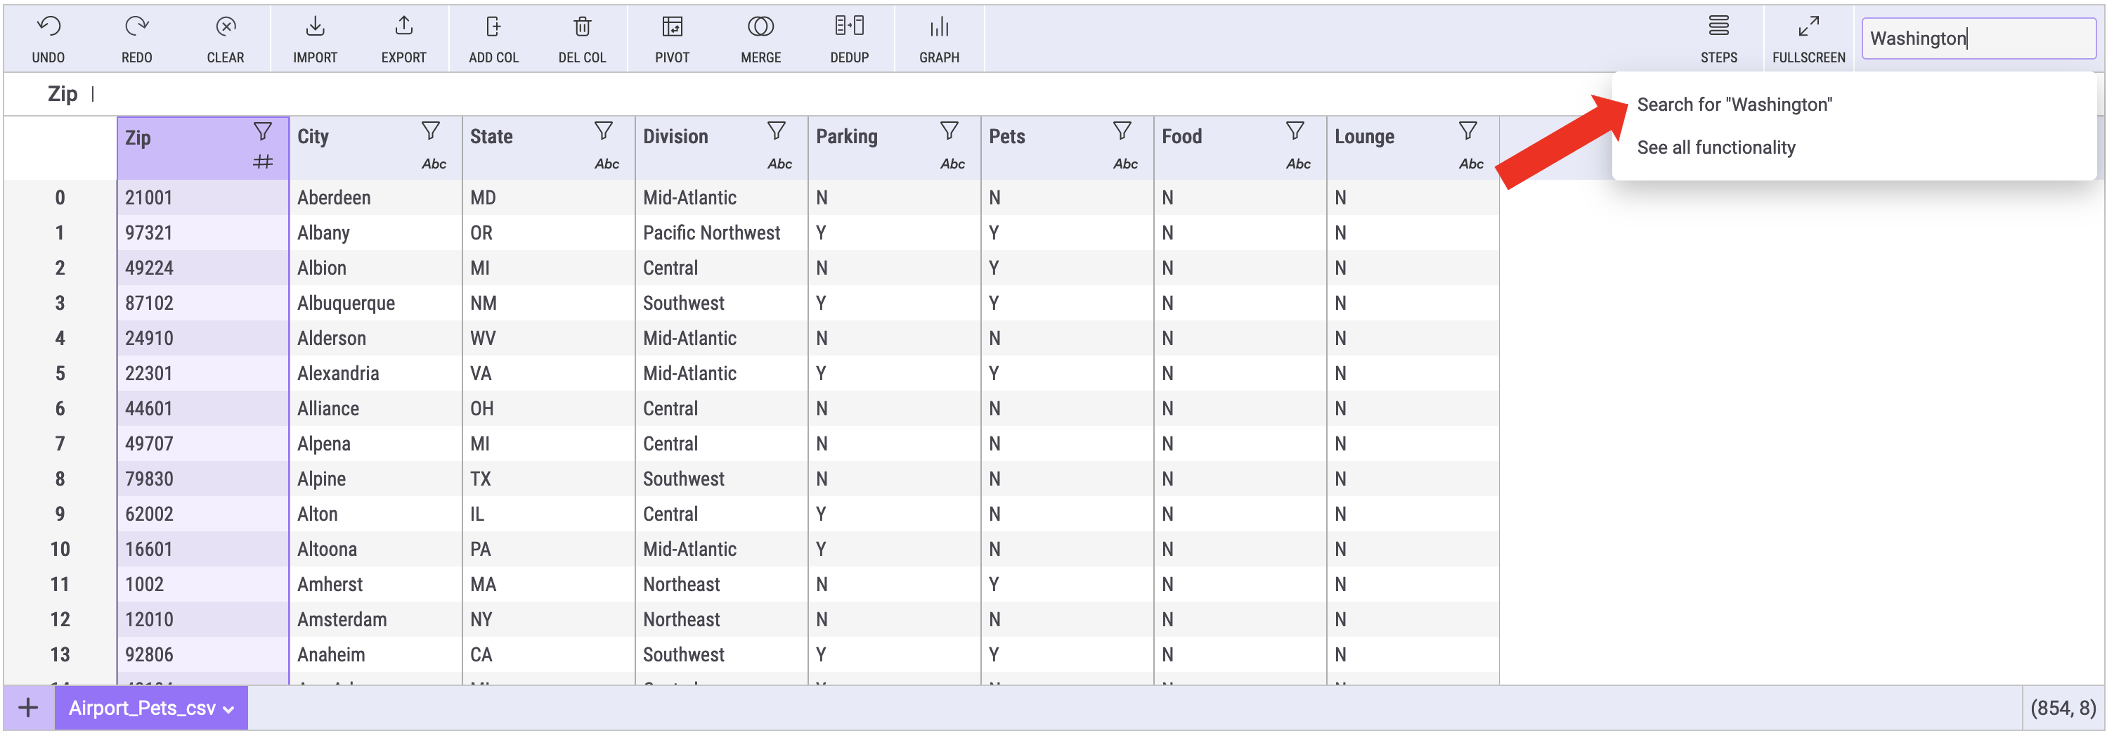 UNDO REDO CLEAR IMPORT EXPORT ADD COL DEL COL PIVOT MERGE DEDUP GRAPH STEPS FULLSCREEN Washington
Zip
Search for "Washington"
See all functionality
Zip City State Division Parking Pets Food Lounge
# Abc Abc Abc Abc Abc Abc Abc
0 21001 Aberdeen MD Mid-Atlantic N N N N
1 97321 Albany OR Pacific Northwest Y Y N N
2 49224 Albion MI Central N Y N N
3 87102 Albuquerque NM Southwest Y Y N N
4 24910 Alderson WV Mid-Atlantic N N N N
5 22301 Alexandria VA Mid-Atlantic Y Y N N
6 44601 Alliance OH Central N N N N
7 49707 Alpena MI Central N N N N
8 79830 Alpine TX Southwest N N N N
9 62002 Alton IL Central Y N N N
10 16601 Altoona PA Mid-Atlantic Y N N N
11 1002 Amherst MA Northeast N Y N N
12 12010 Amsterdam NY Northeast N N N N
13 92806 Anaheim CA Southwest Y Y N N
+ Airport_Pets_csv (854, 8)